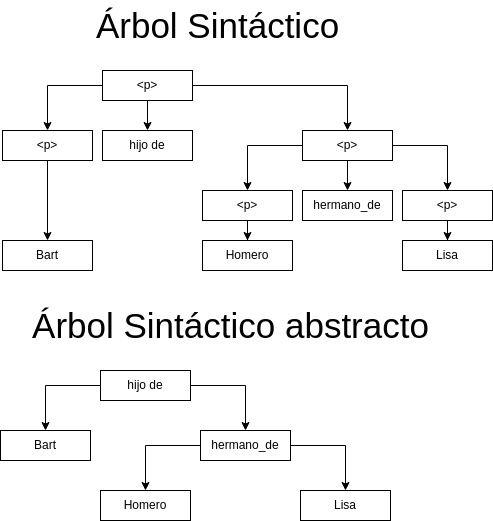 Árbol Sintáctico
<p>
<p>
hijo de
<p>
<p>
hermano_de
<p>
Bart
Homero
Lisa
Árbol Sintáctico abstracto
hijo de
Bart
hermano_de
Homero
Lisa